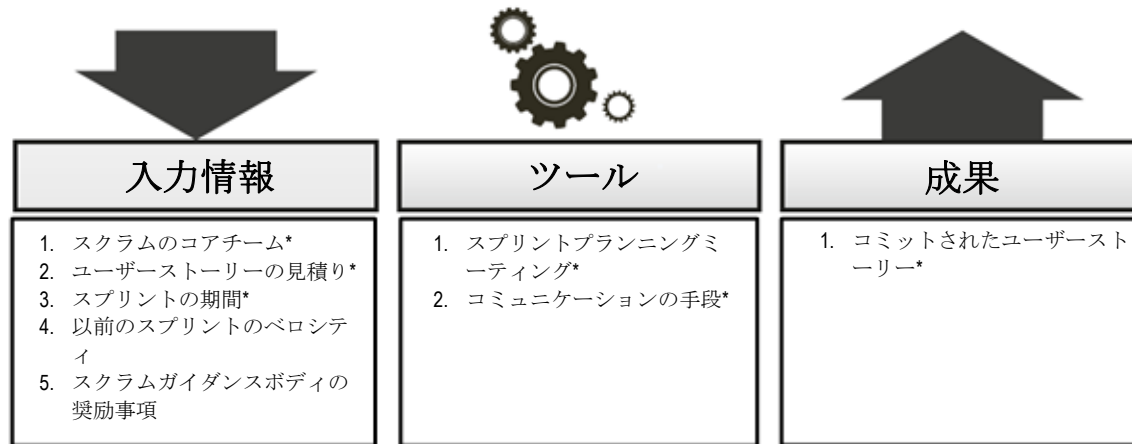 入力情報
1. スクラムのコアチーム*
2. ユーザーストーリーの見積り*
3. スプリントの期間*
4. 以前のスプリントのベロシテ
ィ
5. スクラムガイダンスボディの
奨励事項
ツール
1. スプリントプランニングミ
ーティング*
2. コミュニケーションの手段*
成果
1. コミットされたユーザースト
ーリー*